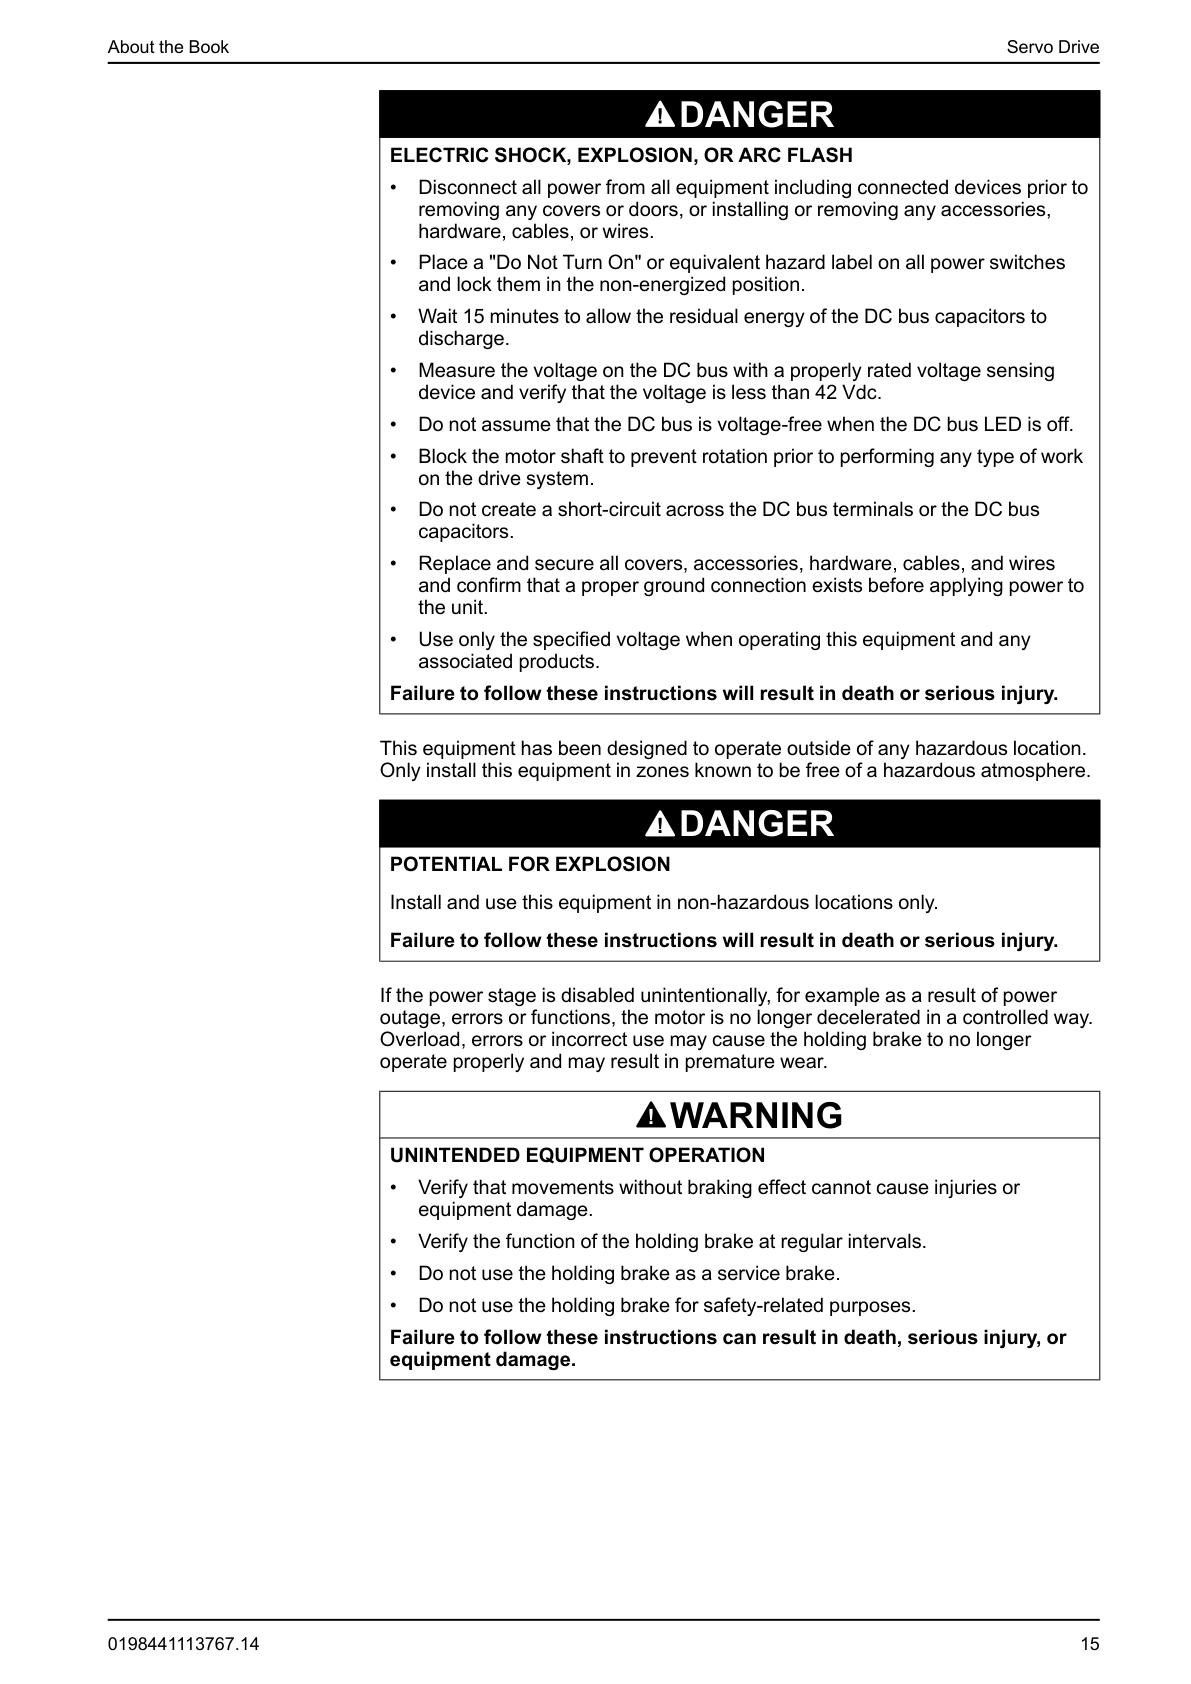 About the Book
Servo Drive
DANGER
ELECTRIC SHOCK, EXPLOSION, OR ARC FLASH
• Disconnect all power from all equipment including connected devices prior to
removing any covers or doors, or installing or removing any accessories,
hardware, cables, or wires.
• Place a "Do Not Turn On" or equivalent hazard label on all power switches
and lock them in the non-energized position.
• Wait 15 minutes to allow the residual energy of the DC bus capacitors to
discharge.
• Measure the voltage on the DC bus with a properly rated voltage sensing
device and verify that the voltage is less than 42 Vdc.
• Do not assume that the DC bus is voltage-free when the DC bus LED is off.
• Block the motor shaft to prevent rotation prior to performing any type of work
on the drive system.
• Do not create a short-circuit across the DC bus terminals or the DC bus
capacitors.
• Replace and secure all covers, accessories, hardware, cables, and wires
and confirm that a proper ground connection exists before applying power to
the unit.
• Use only the specified voltage when operating this equipment and any
associated products.
Failure to follow these instructions will result in death or serious injury.
This equipment has been designed to operate outside of any hazardous location.
Only install this equipment in zones known to be free of a hazardous atmosphere.
DANGER
POTENTIAL FOR EXPLOSION
Install and use this equipment in non-hazardous locations only.
Failure to follow these instructions will result in death or serious injury.
If the power stage is disabled unintentionally, for example as a result of power
outage, errors or functions, the motor is no longer decelerated in a controlled way.
Overload, errors or incorrect use may cause the holding brake to no longer
operate properly and may result in premature wear.
WARNING
UNINTENDED EQUIPMENT OPERATION
• Verify that movements without braking effect cannot cause injuries or
equipment damage.
• Verify the function of the holding brake at regular intervals.
• Do not use the holding brake as a service brake.
• Do not use the holding brake for safety-related purposes.
Failure to follow these instructions can result in death, serious injury, or
equipment damage.
0198441113767.14
15